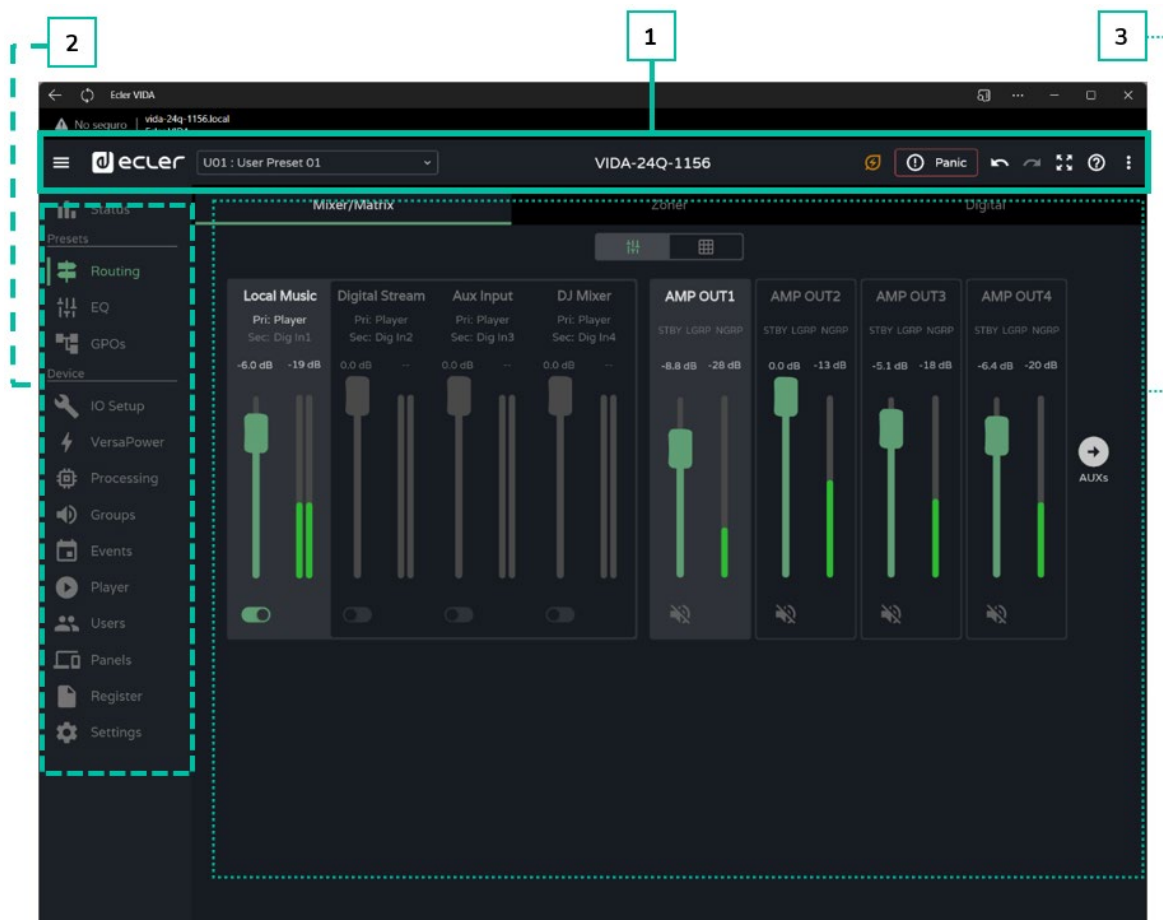 2
1
3
Ecler VIDA
No seguro
vida-24q-1156.local
Ecler VIDA
ecler
U01 : User Preset 01
VIDA-24Q-1156
Panic
Status
Presets
Routing
EQ
GPOs
Device
IO Setup
VersaPower
Processing
Groups
Events
Player
Users
Panels
Register
Settings
Mixer/Matrix
Zoner
Digital
Local Music
Pri: Player
Sec: Dig In1
-6.0 dB -19 dB
Digital Stream
Pri: Player
Sec: Dig In2
0.0 dB --
Aux Input
Pri: Player
Sec: Dig In3
0.0 dB --
DJ Mixer
Pri: Player
Sec: Dig In4
0.0 dB --
AMP OUT1
STBY LGRP NGRP
-8.8 dB -28 dB
AMP OUT2
STBY LGRP NGRP
0.0 dB -13 dB
AMP OUT3
STBY LGRP NGRP
-5.1 dB -18 dB
AMP OUT4
STBY LGRP NGRP
-6.4 dB -20 dB
AUXs